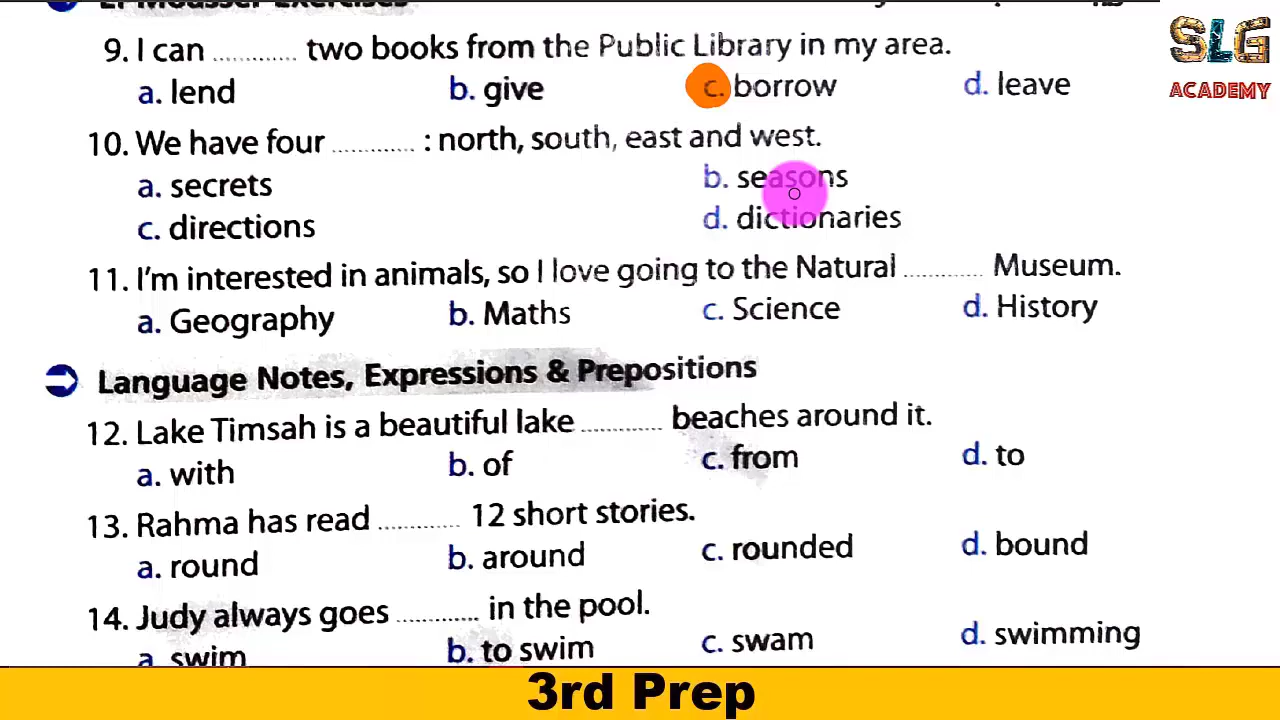 El-Moasser Exercises
SLG
ACADEMY
9. I can ............ two books from the Public Library in my area.
a. lend b. give c. borrow d. leave
10. We have four ............ : north, south, east and west.
a. secrets b. seasons
c. directions d. dictionaries
11. I'm interested in animals, so I love going to the Natural ............ Museum.
a. Geography b. Maths c. Science d. History
Language Notes, Expressions & Prepositions
12. Lake Timsah is a beautiful lake ............ beaches around it.
a. with b. of c. from d. to
13. Rahma has read ............ 12 short stories.
a. round b. around c. rounded d. bound
14. Judy always goes ............ in the pool.
a. swim b. to swim c. swam d. swimming
3rd Prep